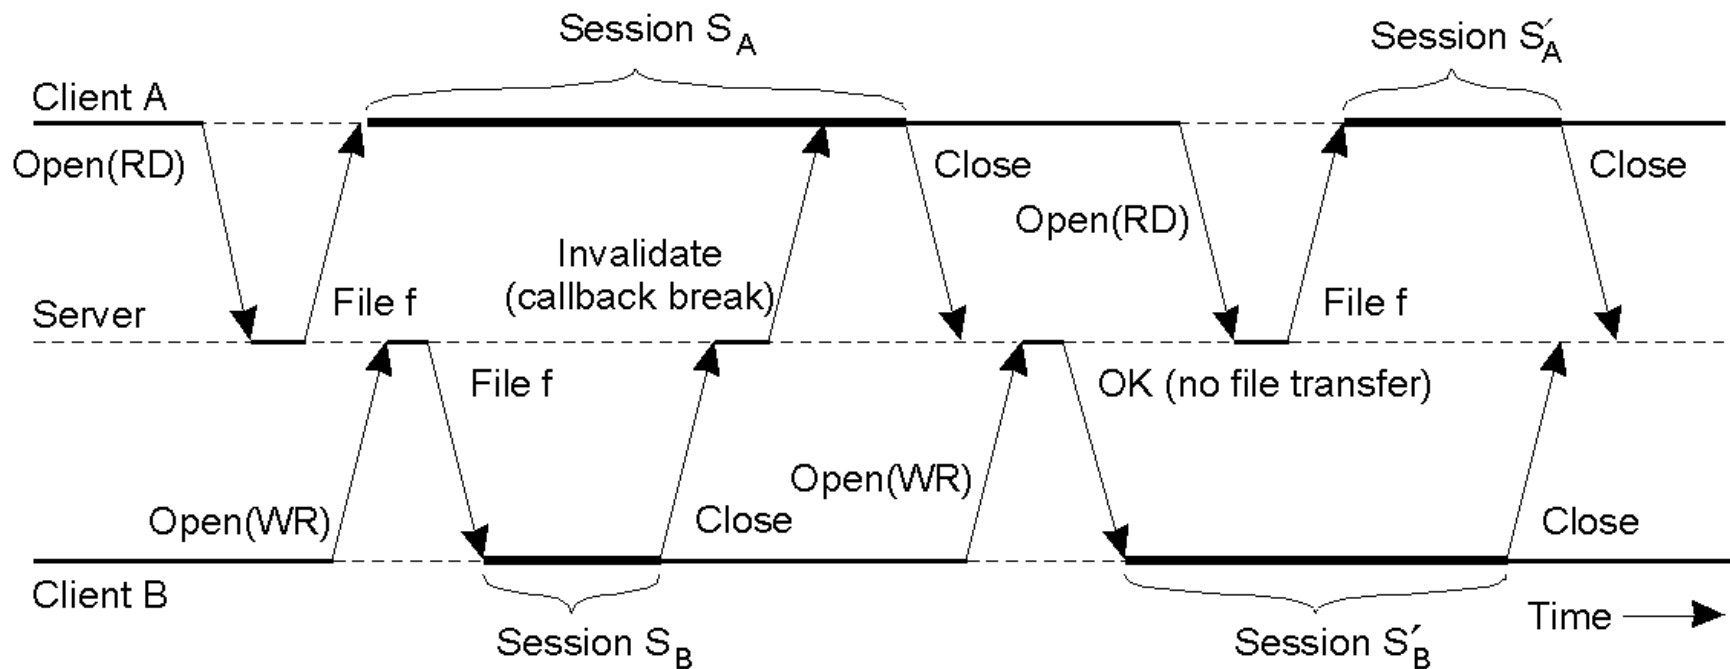 Session S_A
Session S′_A
Client A
Open(RD)
Close
Close
Open(RD)
Invalidate
(callback break)
Server
File f
File f
File f
OK (no file transfer)
Open(WR)
Open(WR)
Close
Close
Client B
Time
Session S_B
Session S′_B